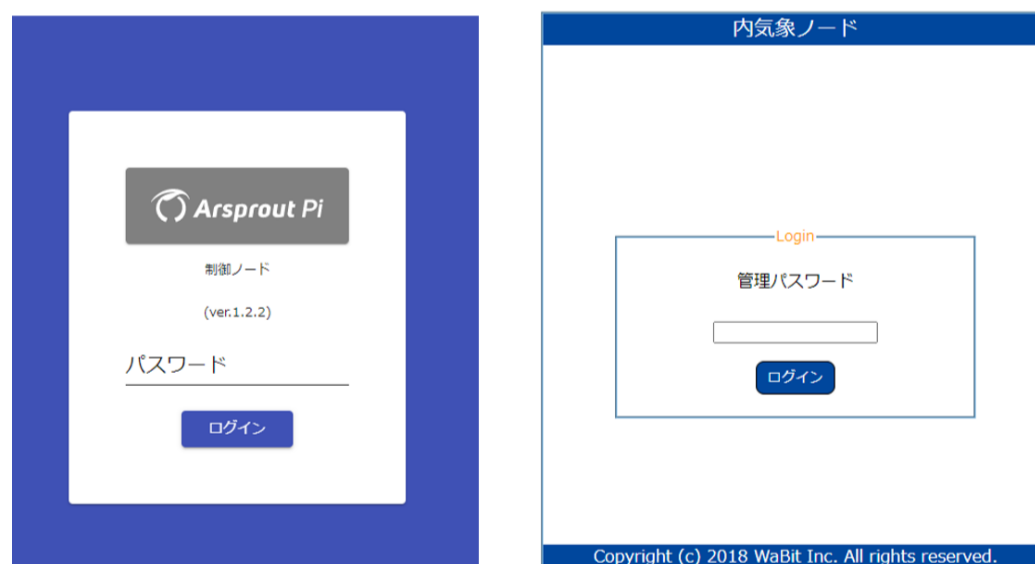 Arsprout Pi
制御ノード
(ver.1.2.2)
パスワード
ログイン
内気象ノード
Login
管理パスワード
ログイン
Copyright (c) 2018 WaBit Inc. All rights reserved.